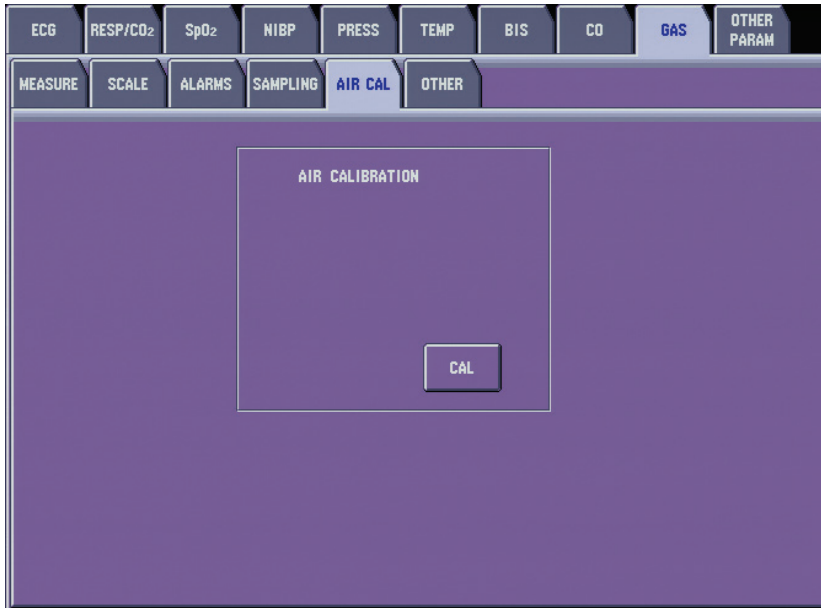 ECG RESP/CO₂ SpO₂ NIBP PRESS TEMP BIS CO GAS OTHER PARAM
MEASURE SCALE ALARMS SAMPLING AIR CAL OTHER
AIR CALIBRATION
CAL